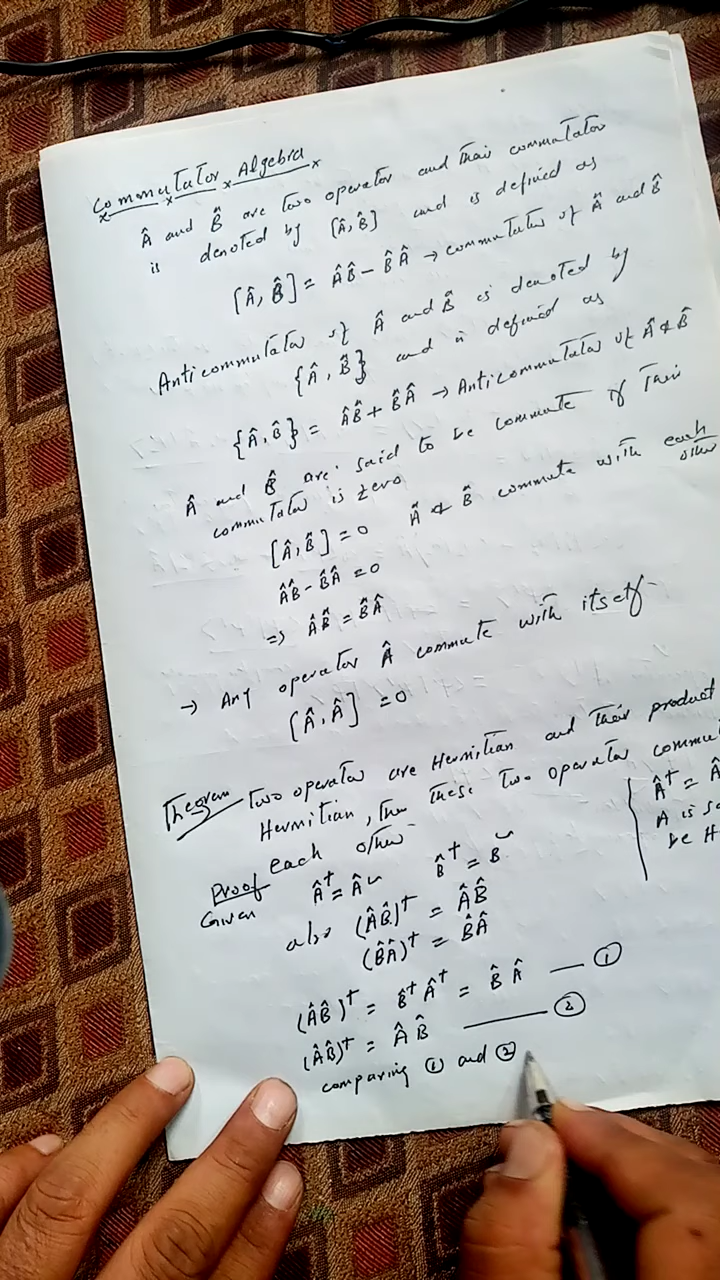 Commutator Algebra
Â and B̂ are two operator and their commutator
is denoted by [Â, B̂] and is defined as
[Â, B̂] = ÂB̂ - B̂Â → commutator of Â and B̂
Anticommutator of Â and B̂ is denoted by
{Â, B̂} and is defined as
{Â, B̂} = ÂB̂ + B̂Â → Anticommutator of Â & B̂
Â and B̂ are said to be commute if their
commutator is zero
[Â, B̂] = 0 Â & B̂ commute with each
other
ÂB̂ - B̂Â = 0
⇒ ÂB̂ = B̂Â
→ Any operator Â commute with itself
[Â, Â] = 0
Theorem Two operator are Hermitian and their product
Hermitian, then these two operator
each other
Â† = Â
A is
be H
Proof
Given Â† = Â B̂† = B
also (ÂB̂)† = ÂB̂
(B̂Â)† = B̂Â
(ÂB̂)† = B̂† Â† = B̂ Â — ①
(ÂB̂)† = Â B̂ — ②
comparing ① and ②